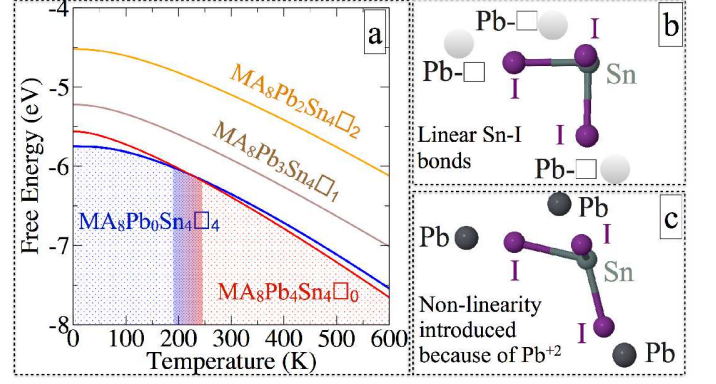 a
Free Energy (eV)
-4
-5
-6
-7
-8
MA₈Pb₂Sn₄□₂
MA₈Pb₃Sn₄□₁
MA₈Pb₀Sn₄□₄
MA₈Pb₄Sn₄□₀
0 100 200 300 400 500 600
Temperature (K)
b
Pb-□
I
Pb-□
Sn
I
Linear Sn-I
bonds
I
Pb-□
c
Pb
Pb
I
I
Sn
Non-linearity
introduced
because of Pb⁺²
I
Pb